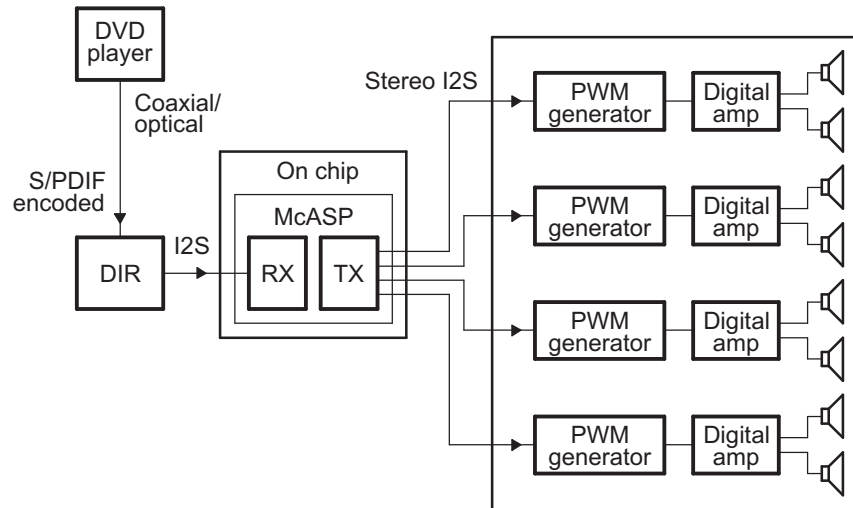 DVD
player
Coaxial/
optical
S/PDIF
encoded
DIR
I2S
On chip
McASP
RX
TX
Stereo I2S
PWM
generator
Digital
amp
PWM
generator
Digital
amp
PWM
generator
Digital
amp
PWM
generator
Digital
amp